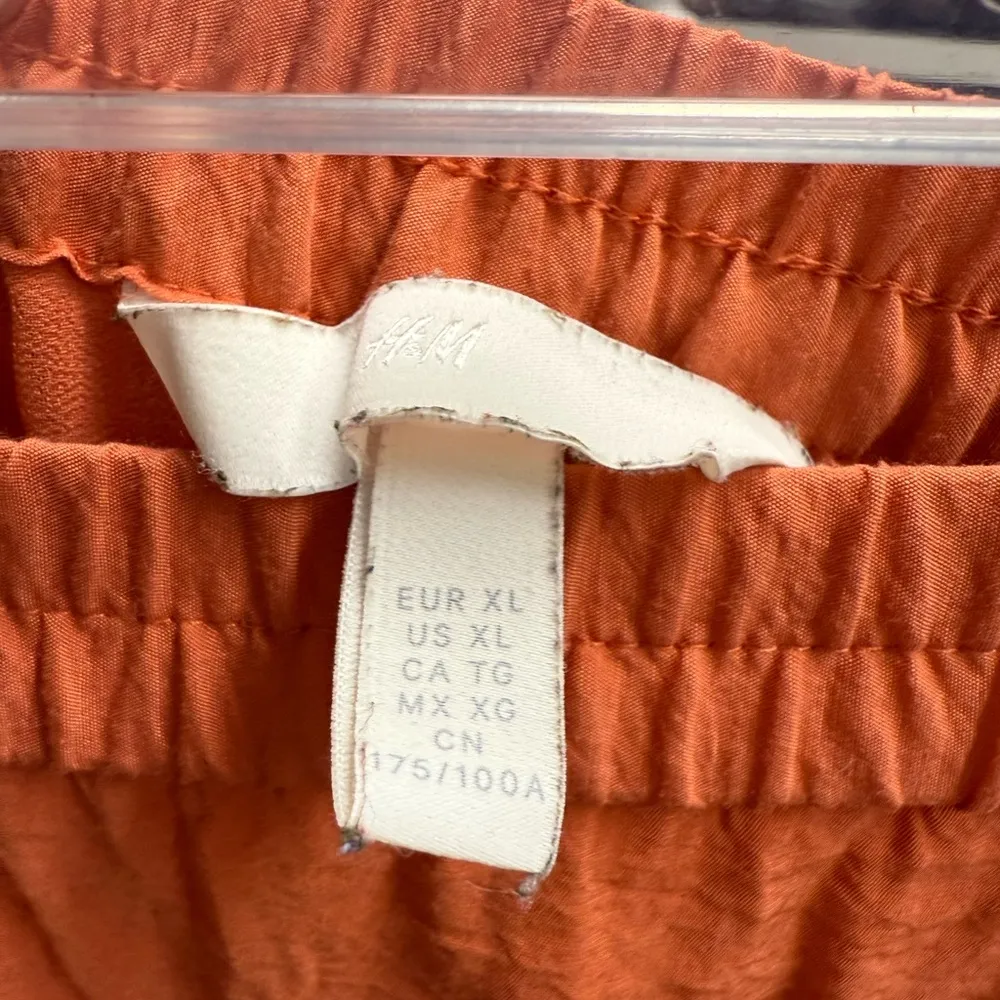 H&M
EUR XL
US XL
CA TG
MX XG
CN
175/100A